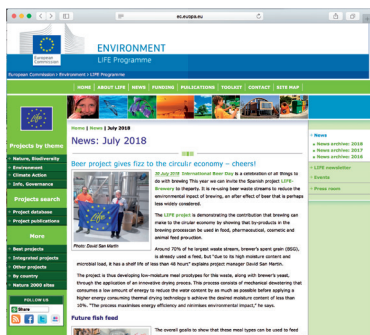 ec.europa.eu
European
Commission
ENVIRONMENT
LIFE Programme
European Commission > Environment > LIFE Programme
HOME | ABOUT LIFE | NEWS | FUNDING | PUBLICATIONS | TOOLKIT | CONTACT | SITE MAP
Life
Home | News | July 2018
News: July 2018
Projects by theme
Nature, Biodiversity
Environment
Climate Action
Info, Governance
Projects search
Project database
Project publications
More
Best projects
Integrated projects
Other projects
By country
Natura 2000 sites
FOLLOW US
Share
Beer project gives fizz to the circular economy – cheers!
Photo: David San Martin
International Beer Day is a celebration of all things to
do with brewing This year we can invite the Spanish project LIFE-
Brewery to theparty. It is re-using beer waste streams to reduce the
environmental impact of brewing, an after effect of beer that is perhaps
less widely considered.
The LIFE project is demonstrating the contribution that brewing can
make to the circular economy by showing that by-products in the
brewing processcan be used in food, pharmaceutical, cosmetic and
animal feed production.
Around 70% of he largest waste stream, brewer's spent grain (BSG),
is already used a feed, but "due to its high moisture content and
microbial load, it has a shelf life of less than 48 hours" explains project manager David San Martin.
The project is thus developing low-moisture meal prototypes for this waste, along with brewer's yeast,
through the application of an innovative drying process. This process consists of mechanical dewatering that
consumes a low amount of energy to reduce the water content by as much as possible before applying a
higher energy consuming thermal drying technology to achieve the desired moisture content of less than
10%. "The process maximises energy efficiency and minimises environmental impact," he says.
Future fish feed
The overall goals to show that these meal types can be used to feed
News
News archive: 2018
News archive: 2017
News archive: 2016
LIFE newsletter
Events
Press room